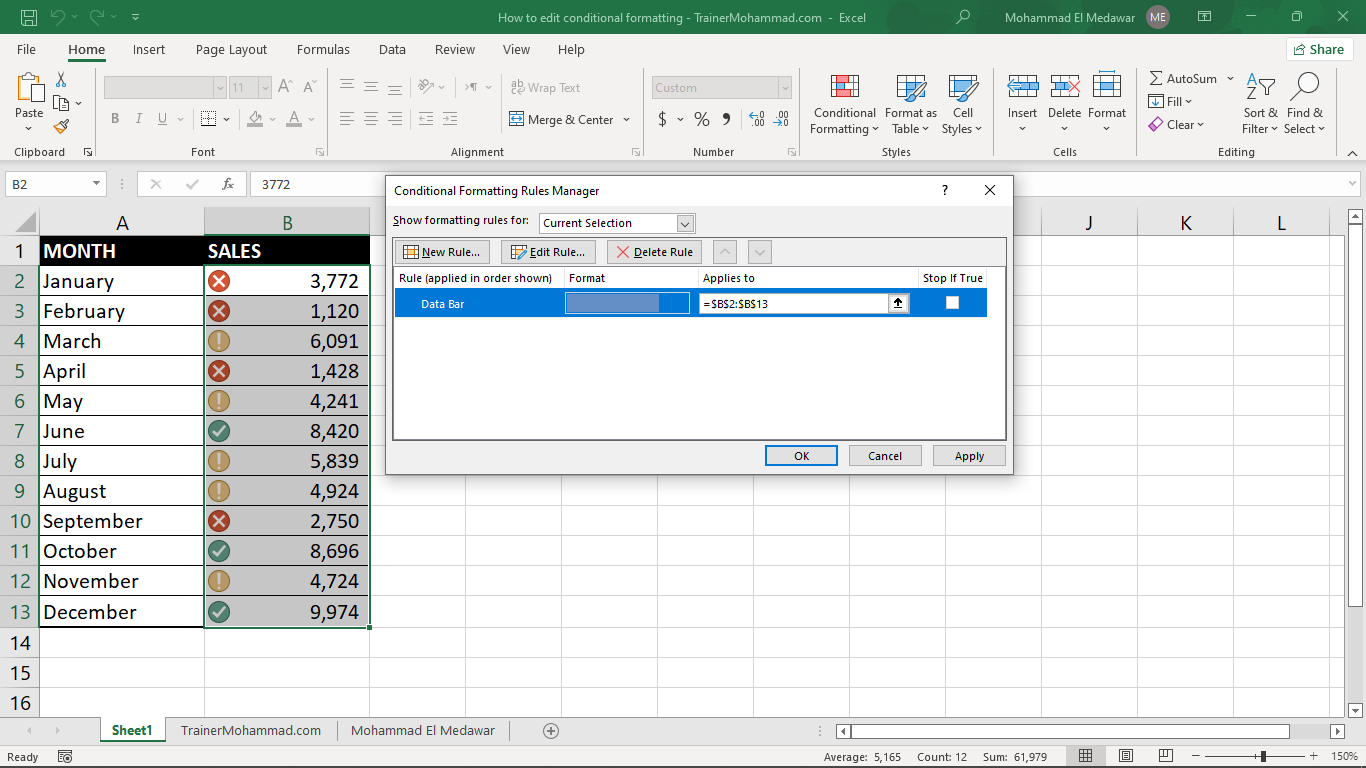 How to edit conditional formatting - TrainerMohammad.com - Excel
Mohammad El Medawar ME
File Home Insert Page Layout Formulas Data Review View Help Share
Paste
Clipboard
11
B I U
Font
Wrap Text
Merge & Center
Alignment
Custom
$ % ,
Number
Conditional Formatting
Format as Table
Cell Styles
Styles
Insert Delete Format
Cells
AutoSum
Fill
Clear
Sort & Filter
Find & Select
Editing
B2 fx 3772
Conditional Formatting Rules Manager ?
Show formatting rules for: Current Selection
New Rule... Edit Rule... Delete Rule
Rule (applied in order shown) Format Applies to Stop If True
Data Bar =$B$2:$B$13
OK Cancel Apply
A B J K L
1 MONTH SALES
2 January 3,772
3 February 1,120
4 March 6,091
5 April 1,428
6 May 4,241
7 June 8,420
8 July 5,839
9 August 4,924
10 September 2,750
11 October 8,696
12 November 4,724
13 December 9,974
14
15
16
Sheet1 TrainerMohammad.com Mohammad El Medawar
Ready Average: 5,165 Count: 12 Sum: 61,979 150%